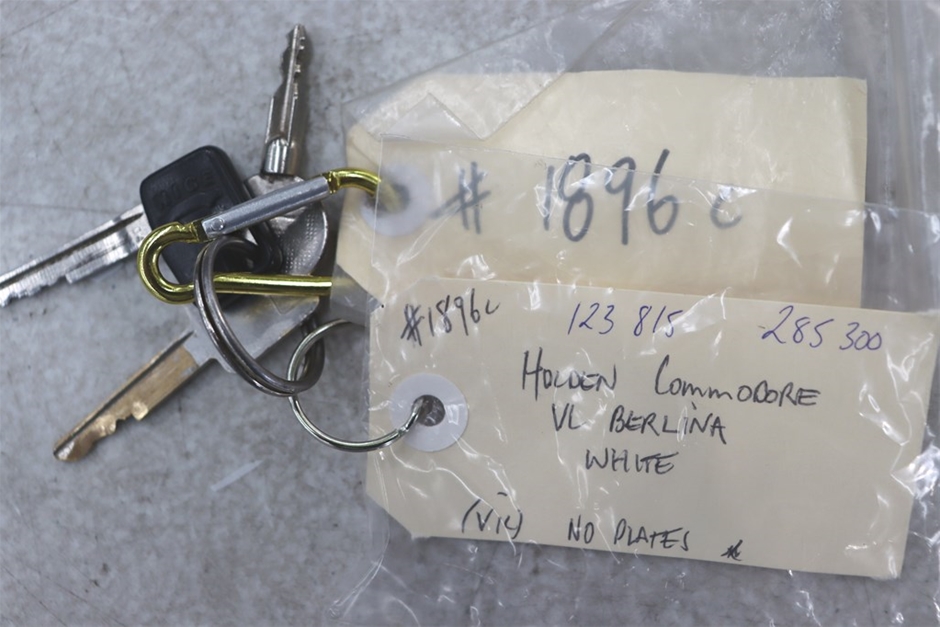 # 1896 C
#1896C 123 815 285 300
HOLDEN COMMODORE
VL BERLINA
WHITE
(VIC) NO PLATES